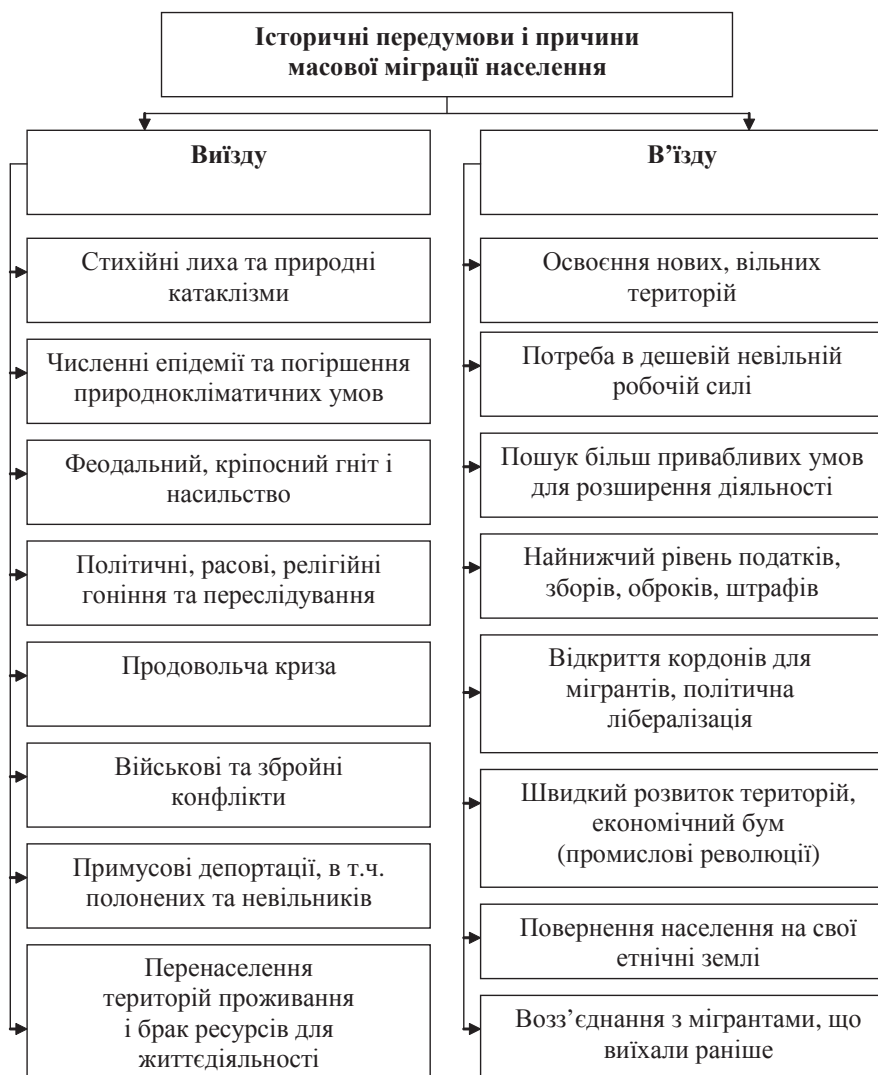 Історичні передумови і причини
масової міграції населення
Виїзду
Стихійні лиха та природні
катаклізми
Численні епідемії та погіршення
природнокліматичних умов
Феодальний, кріпосний гніт і
насильство
Політичні, расові, релігійні
гоніння та переслідування
Продовольча криза
Військові та збройні
конфлікти
Примусові депортації, в т.ч.
полонених та невільників
Перенаселення
територій проживання
і брак ресурсів для
життєдіяльності
В’їзду
Освоєння нових, вільних
територій
Потреба в дешевій невільній
робочій силі
Пошук більш привабливих умов
для розширення діяльності
Найнижчий рівень податків,
зборів, оброків, штрафів
Відкриття кордонів для
мігрантів, політична
лібералізація
Швидкий розвиток територій,
економічний бум
(промислові революції)
Повернення населення на свої
етнічні землі
Возз’єднання з мігрантами, що
виїхали раніше